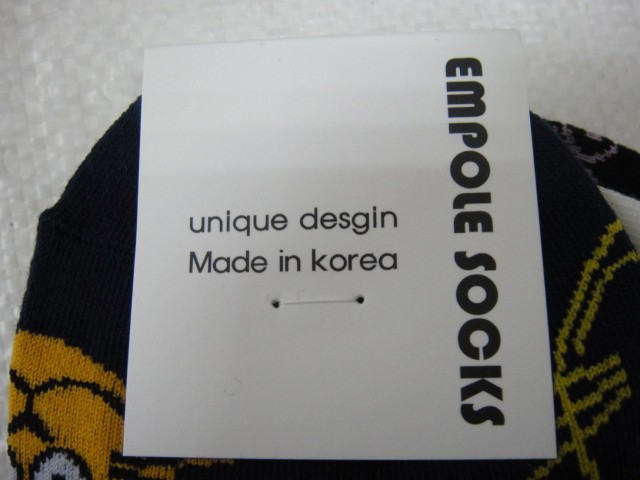 unique desgin
Made in korea
EMPOLE SOCKS